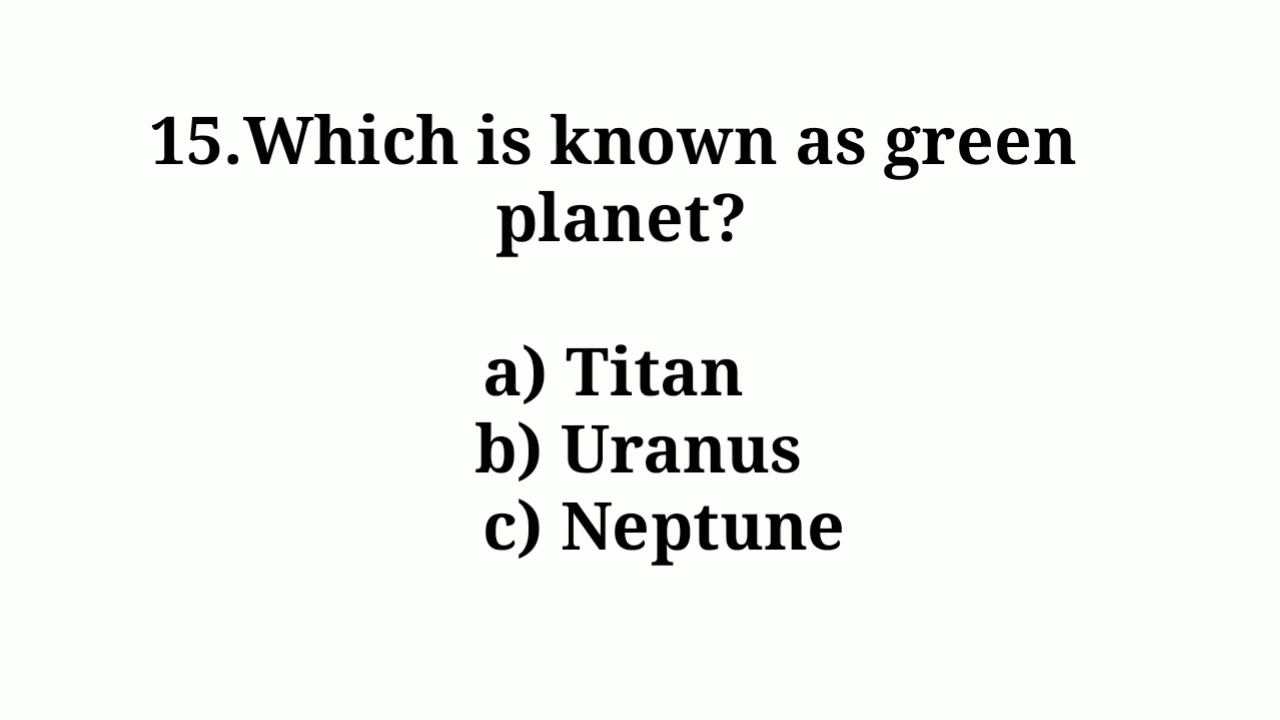 15.Which is known as green
planet?
a) Titan
b) Uranus
c) Neptune